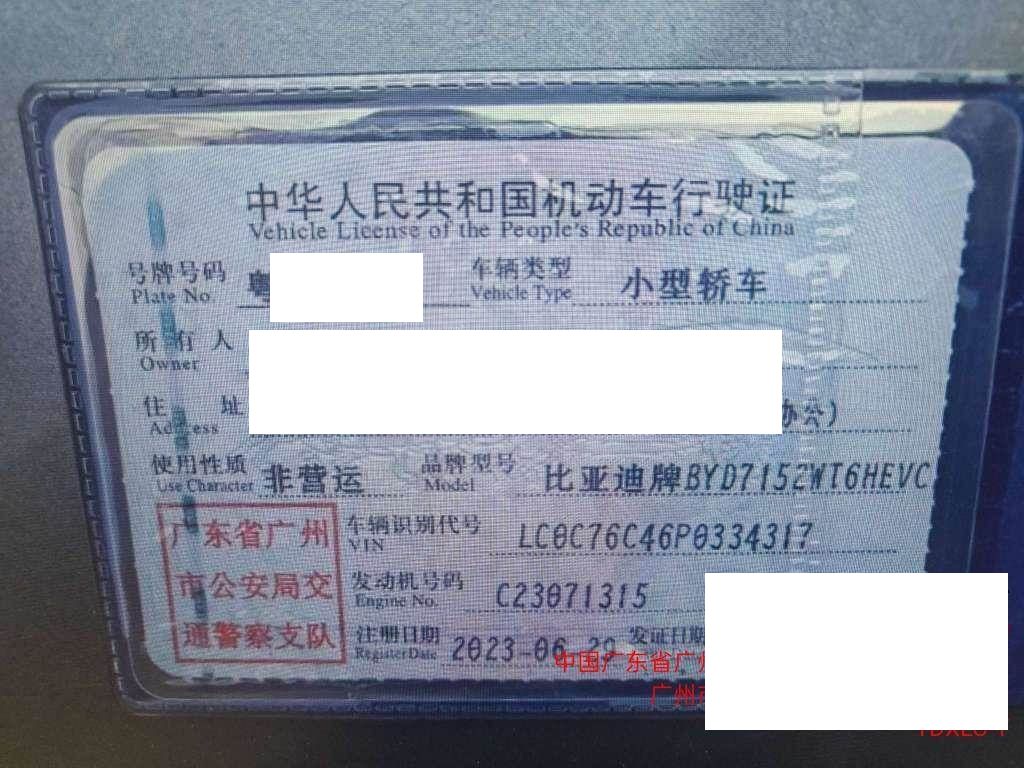 中华人民共和国机动车行驶证
Vehicle License of the People's Republic of China
号牌号码 粤 车辆类型 小型轿车
Plate No. Vehicle Type
所有人
Owner
住址 办公)
Address
使用性质 非营运 品牌型号 比亚迪牌BYD7152WT6HEVC
Use Character Model
广东省广州 车辆识别代号 LC0C76C46P0334317
VIN
市公安局交 发动机号码 C23071315
Engine No.
通警察支队 注册日期 2023-06-29 发证日期
Register Date
中国广东省广州
广州市